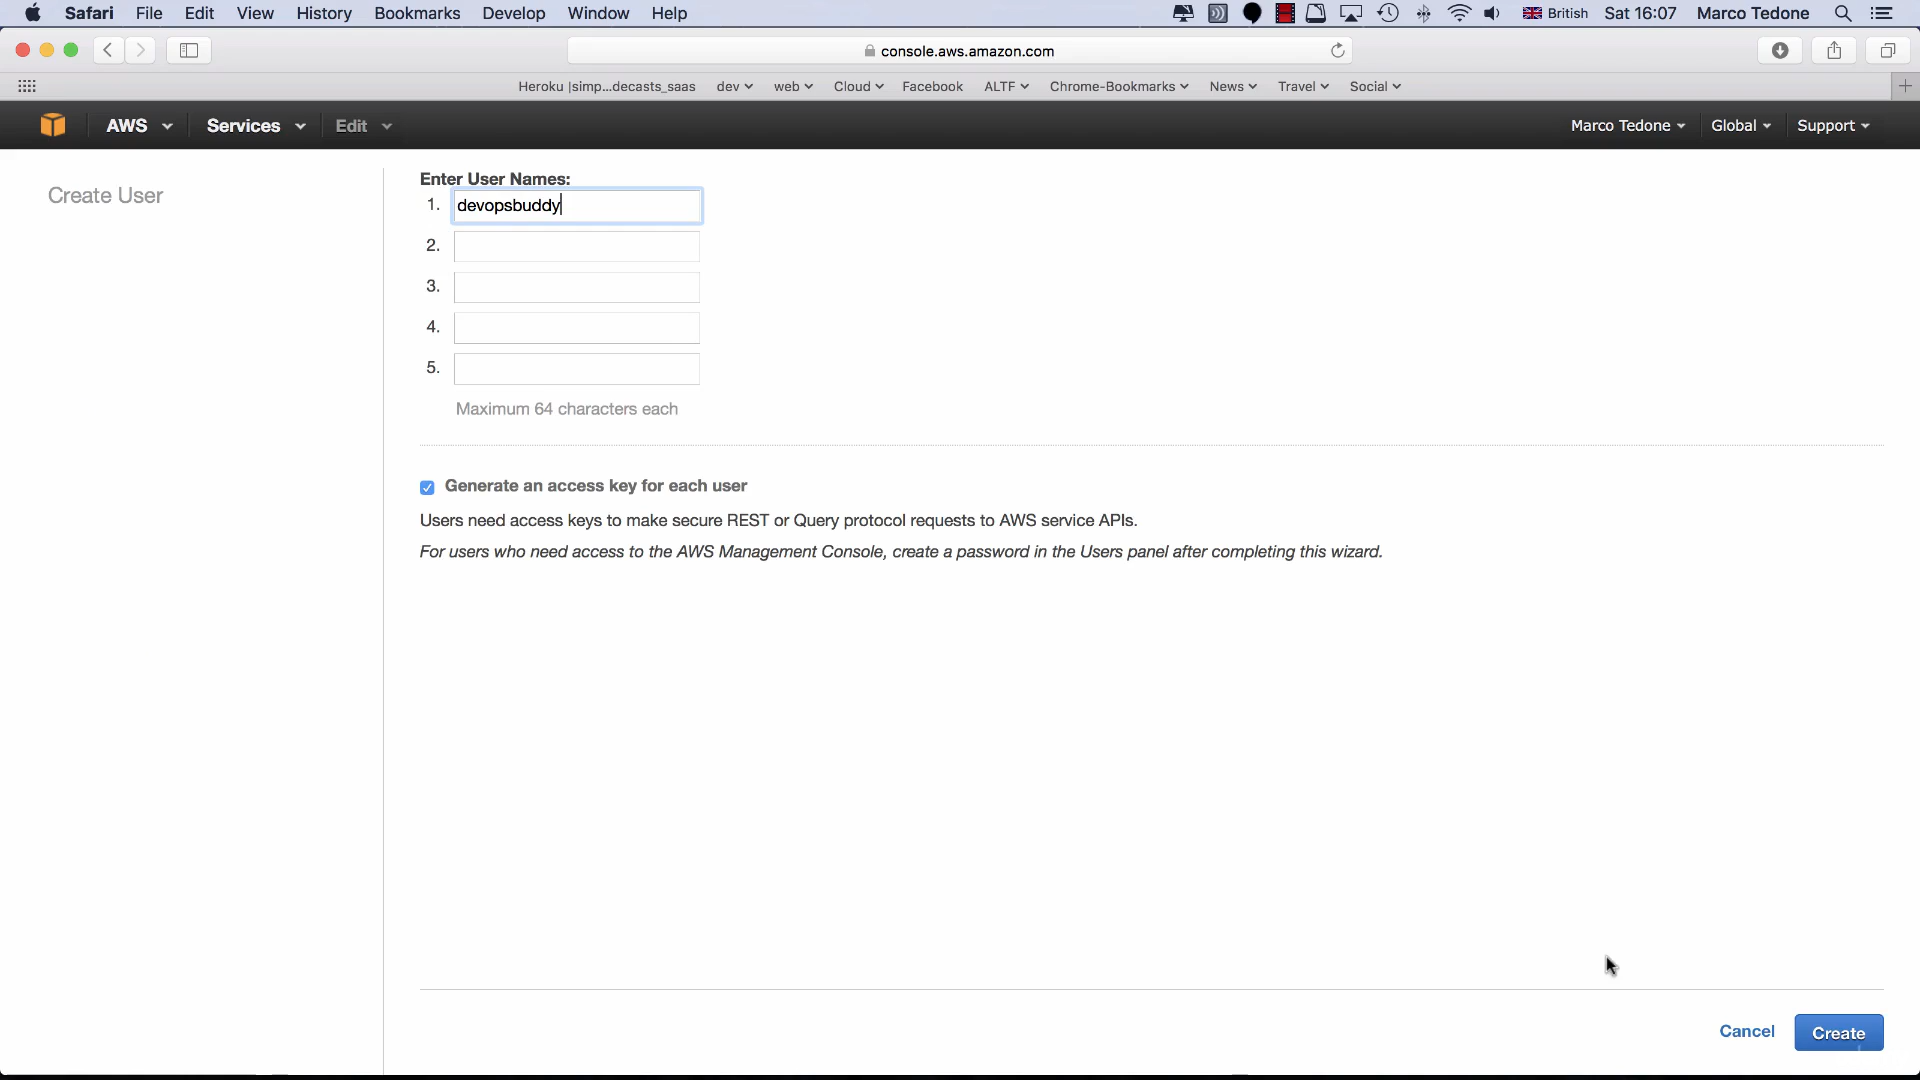 Safari File Edit View History Bookmarks Develop Window Help British Sat 16:07 Marco Tedone
console.aws.amazon.com
Heroku |simp...decasts_saas dev web Cloud Facebook ALTF Chrome-Bookmarks News Travel Social
AWS Services Edit Marco Tedone Global Support
Create User
Enter User Names:
1. devopsbuddy
2.
3.
4.
5.
Maximum 64 characters each
Generate an access key for each user
Users need access keys to make secure REST or Query protocol requests to AWS service APIs.
For users who need access to the AWS Management Console, create a password in the Users panel after completing this wizard.
Cancel Create